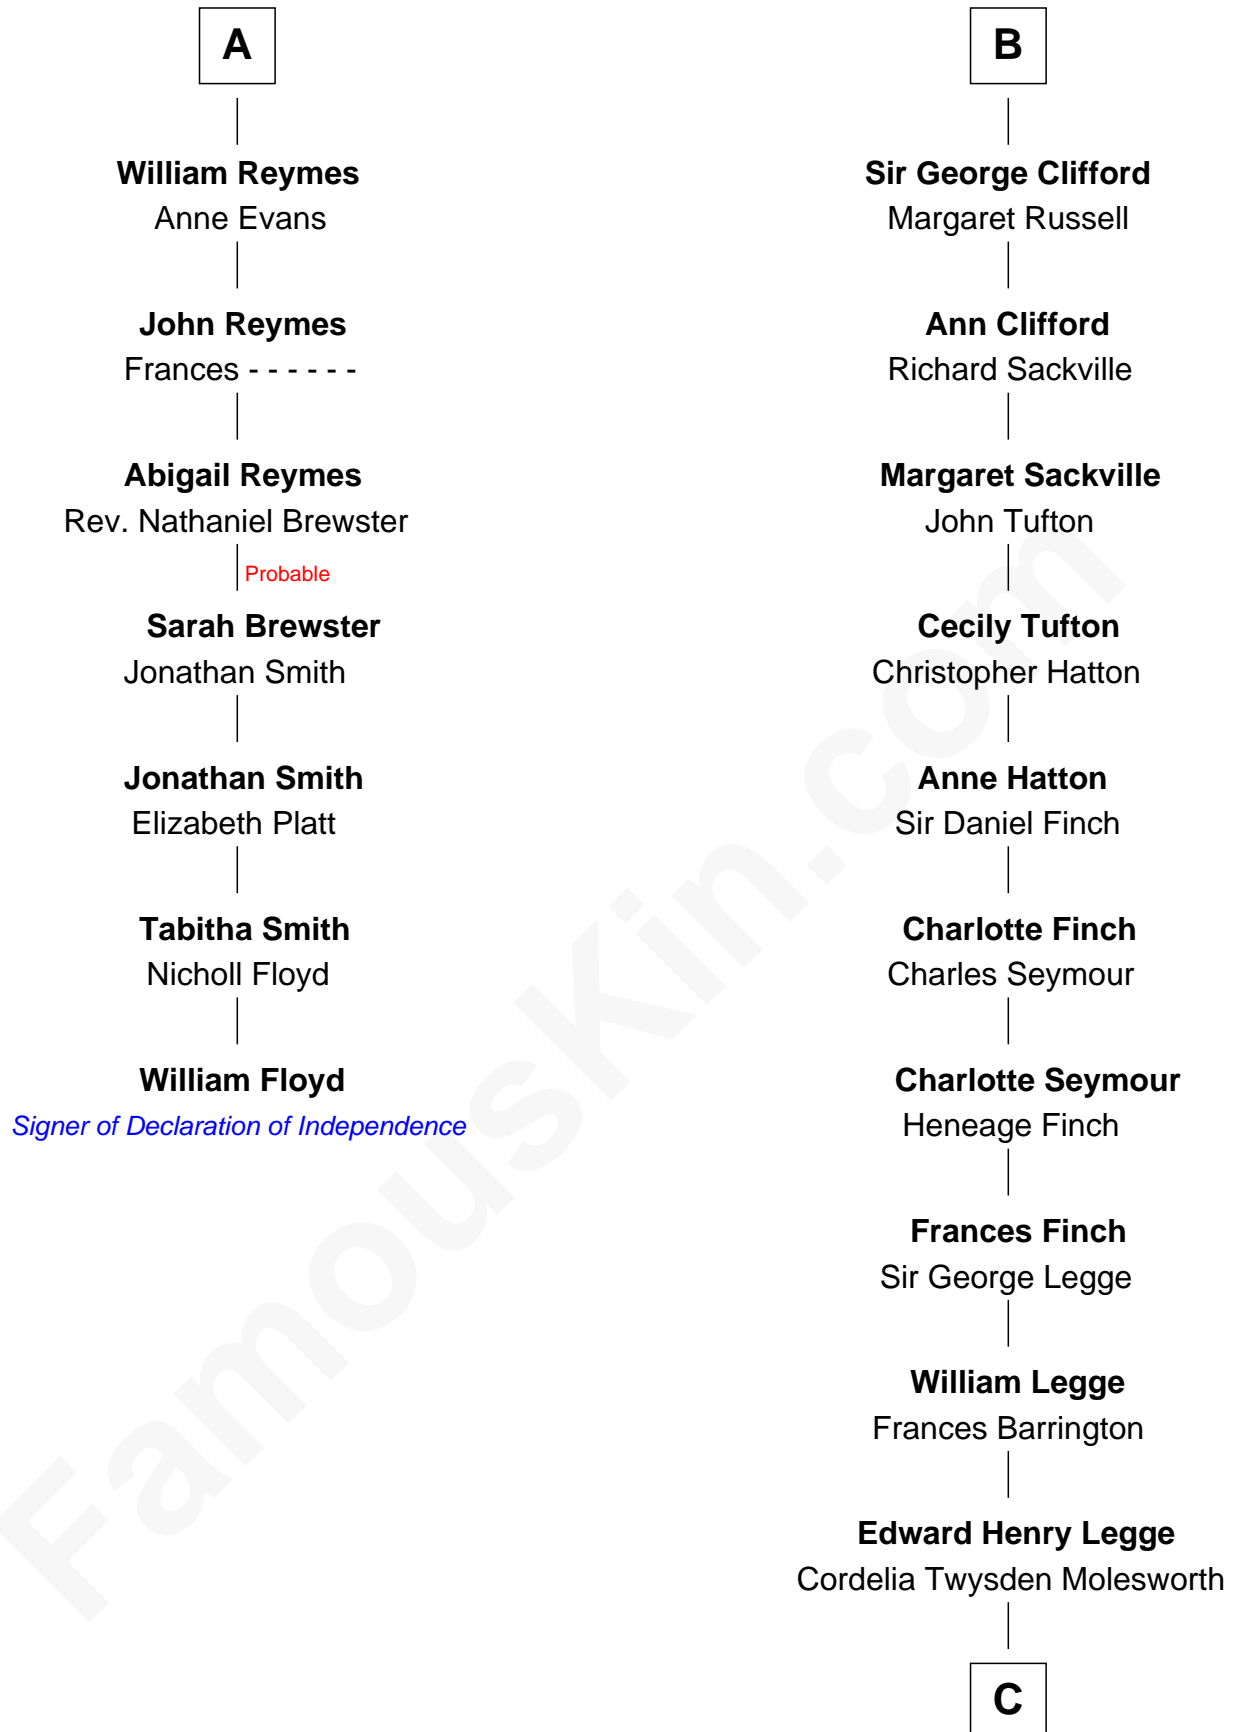 A
William Reymes
Anne Evans
John Reymes
Frances - - - - - -
Abigail Reymes
Rev. Nathaniel Brewster
Probable
Sarah Brewster
Jonathan Smith
Jonathan Smith
Elizabeth Platt
Tabitha Smith
Nicholl Floyd
William Floyd
Signer of Declaration of Independence
B
Sir George Clifford
Margaret Russell
Ann Clifford
Richard Sackville
Margaret Sackville
John Tufton
Cecily Tufton
Christopher Hatton
Anne Hatton
Sir Daniel Finch
Charlotte Finch
Charles Seymour
Charlotte Seymour
Heneage Finch
Frances Finch
Sir George Legge
William Legge
Frances Barrington
Edward Henry Legge
Cordelia Twysden Molesworth
C
FamousKin.com